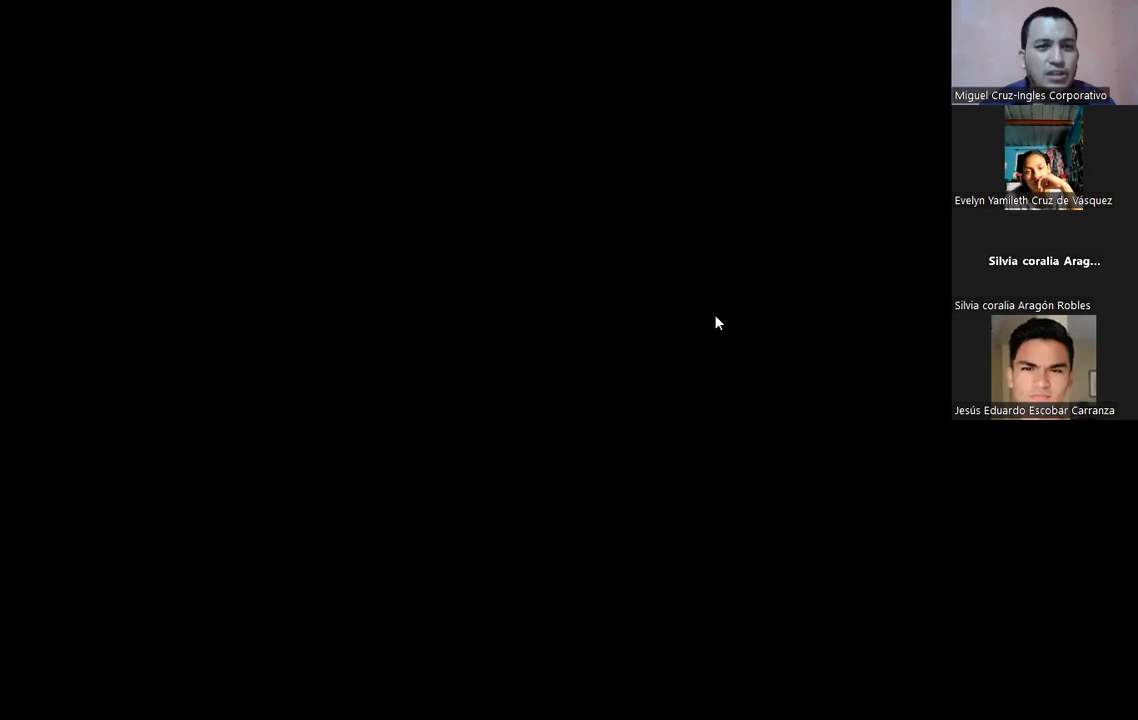 Miguel Cruz-Ingles Corporativo
Evelyn Yamileth Cruz de Vásquez
Silvia coralia Arag...
Silvia coralia Aragón Robles
Jesús Eduardo Escobar Carranza